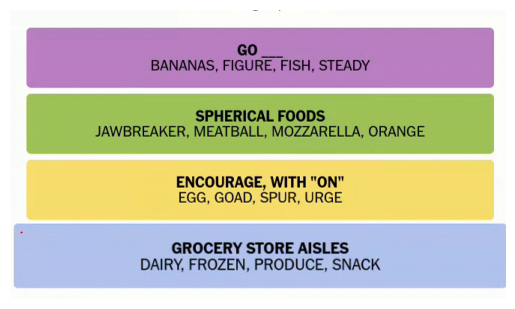 GO ___
BANANAS, FIGURE, FISH, STEADY
SPHERICAL FOODS
JAWBREAKER, MEATBALL, MOZZARELLA, ORANGE
ENCOURAGE, WITH "ON"
EGG, GOAD, SPUR, URGE
GROCERY STORE AISLES
DAIRY, FROZEN, PRODUCE, SNACK